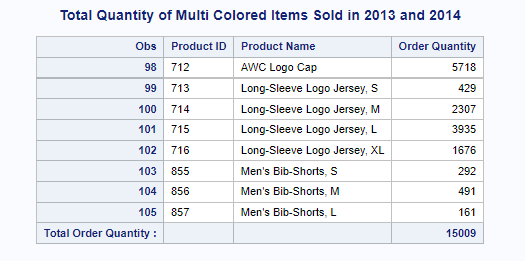 Total Quantity of Multi Colored Items Sold in 2013 and 2014
Obs Product ID Product Name Order Quantity
98 712 AWC Logo Cap 5718
99 713 Long-Sleeve Logo Jersey, S 429
100 714 Long-Sleeve Logo Jersey, M 2307
101 715 Long-Sleeve Logo Jersey, L 3935
102 716 Long-Sleeve Logo Jersey, XL 1676
103 855 Men's Bib-Shorts, S 292
104 856 Men's Bib-Shorts, M 491
105 857 Men's Bib-Shorts, L 161
Total Order Quantity : 15009